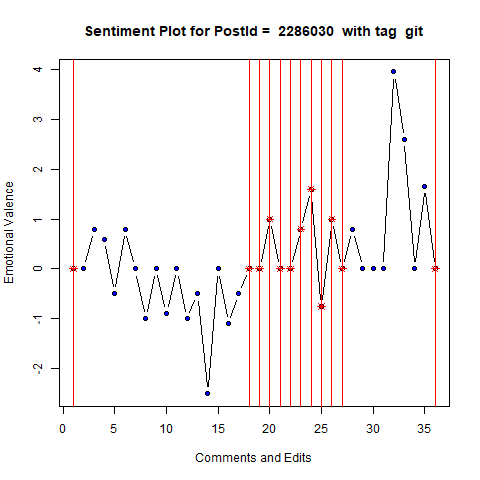 Sentiment Plot for PostId =  2286030  with tag  git
Emotional Valence
4
3
2
1
0
-1
-2
0 5 10 15 20 25 30 35
Comments and Edits